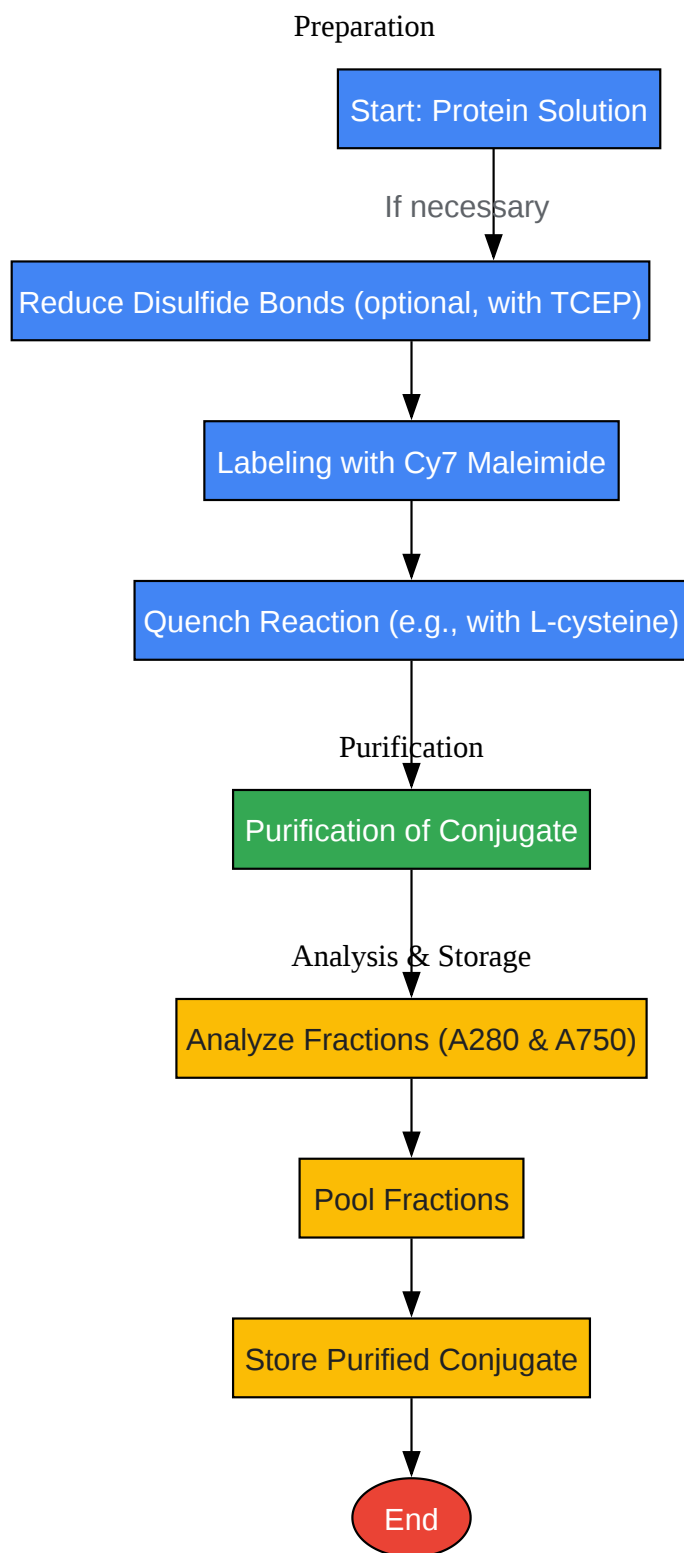 Preparation
Start: Protein Solution
If necessary
Reduce Disulfide Bonds (optional, with TCEP)
Labeling with Cy7 Maleimide
Quench Reaction (e.g., with L-cysteine)
Purification
Purification of Conjugate
Analysis & Storage
Analyze Fractions (A280 & A750)
Pool Fractions
Store Purified Conjugate
End